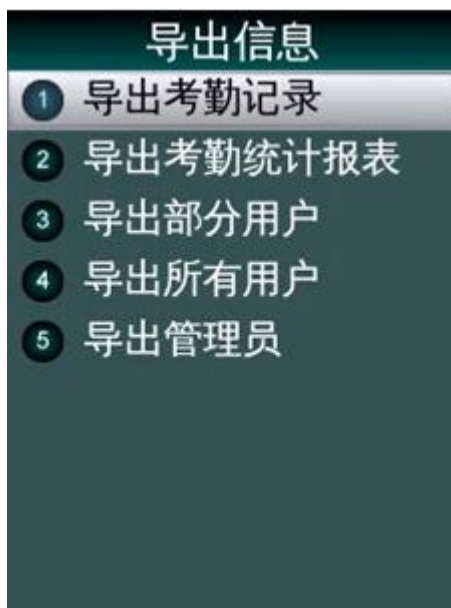 导出信息
1 导出考勤记录
2 导出考勤统计报表
3 导出部分用户
4 导出所有用户
5 导出管理员